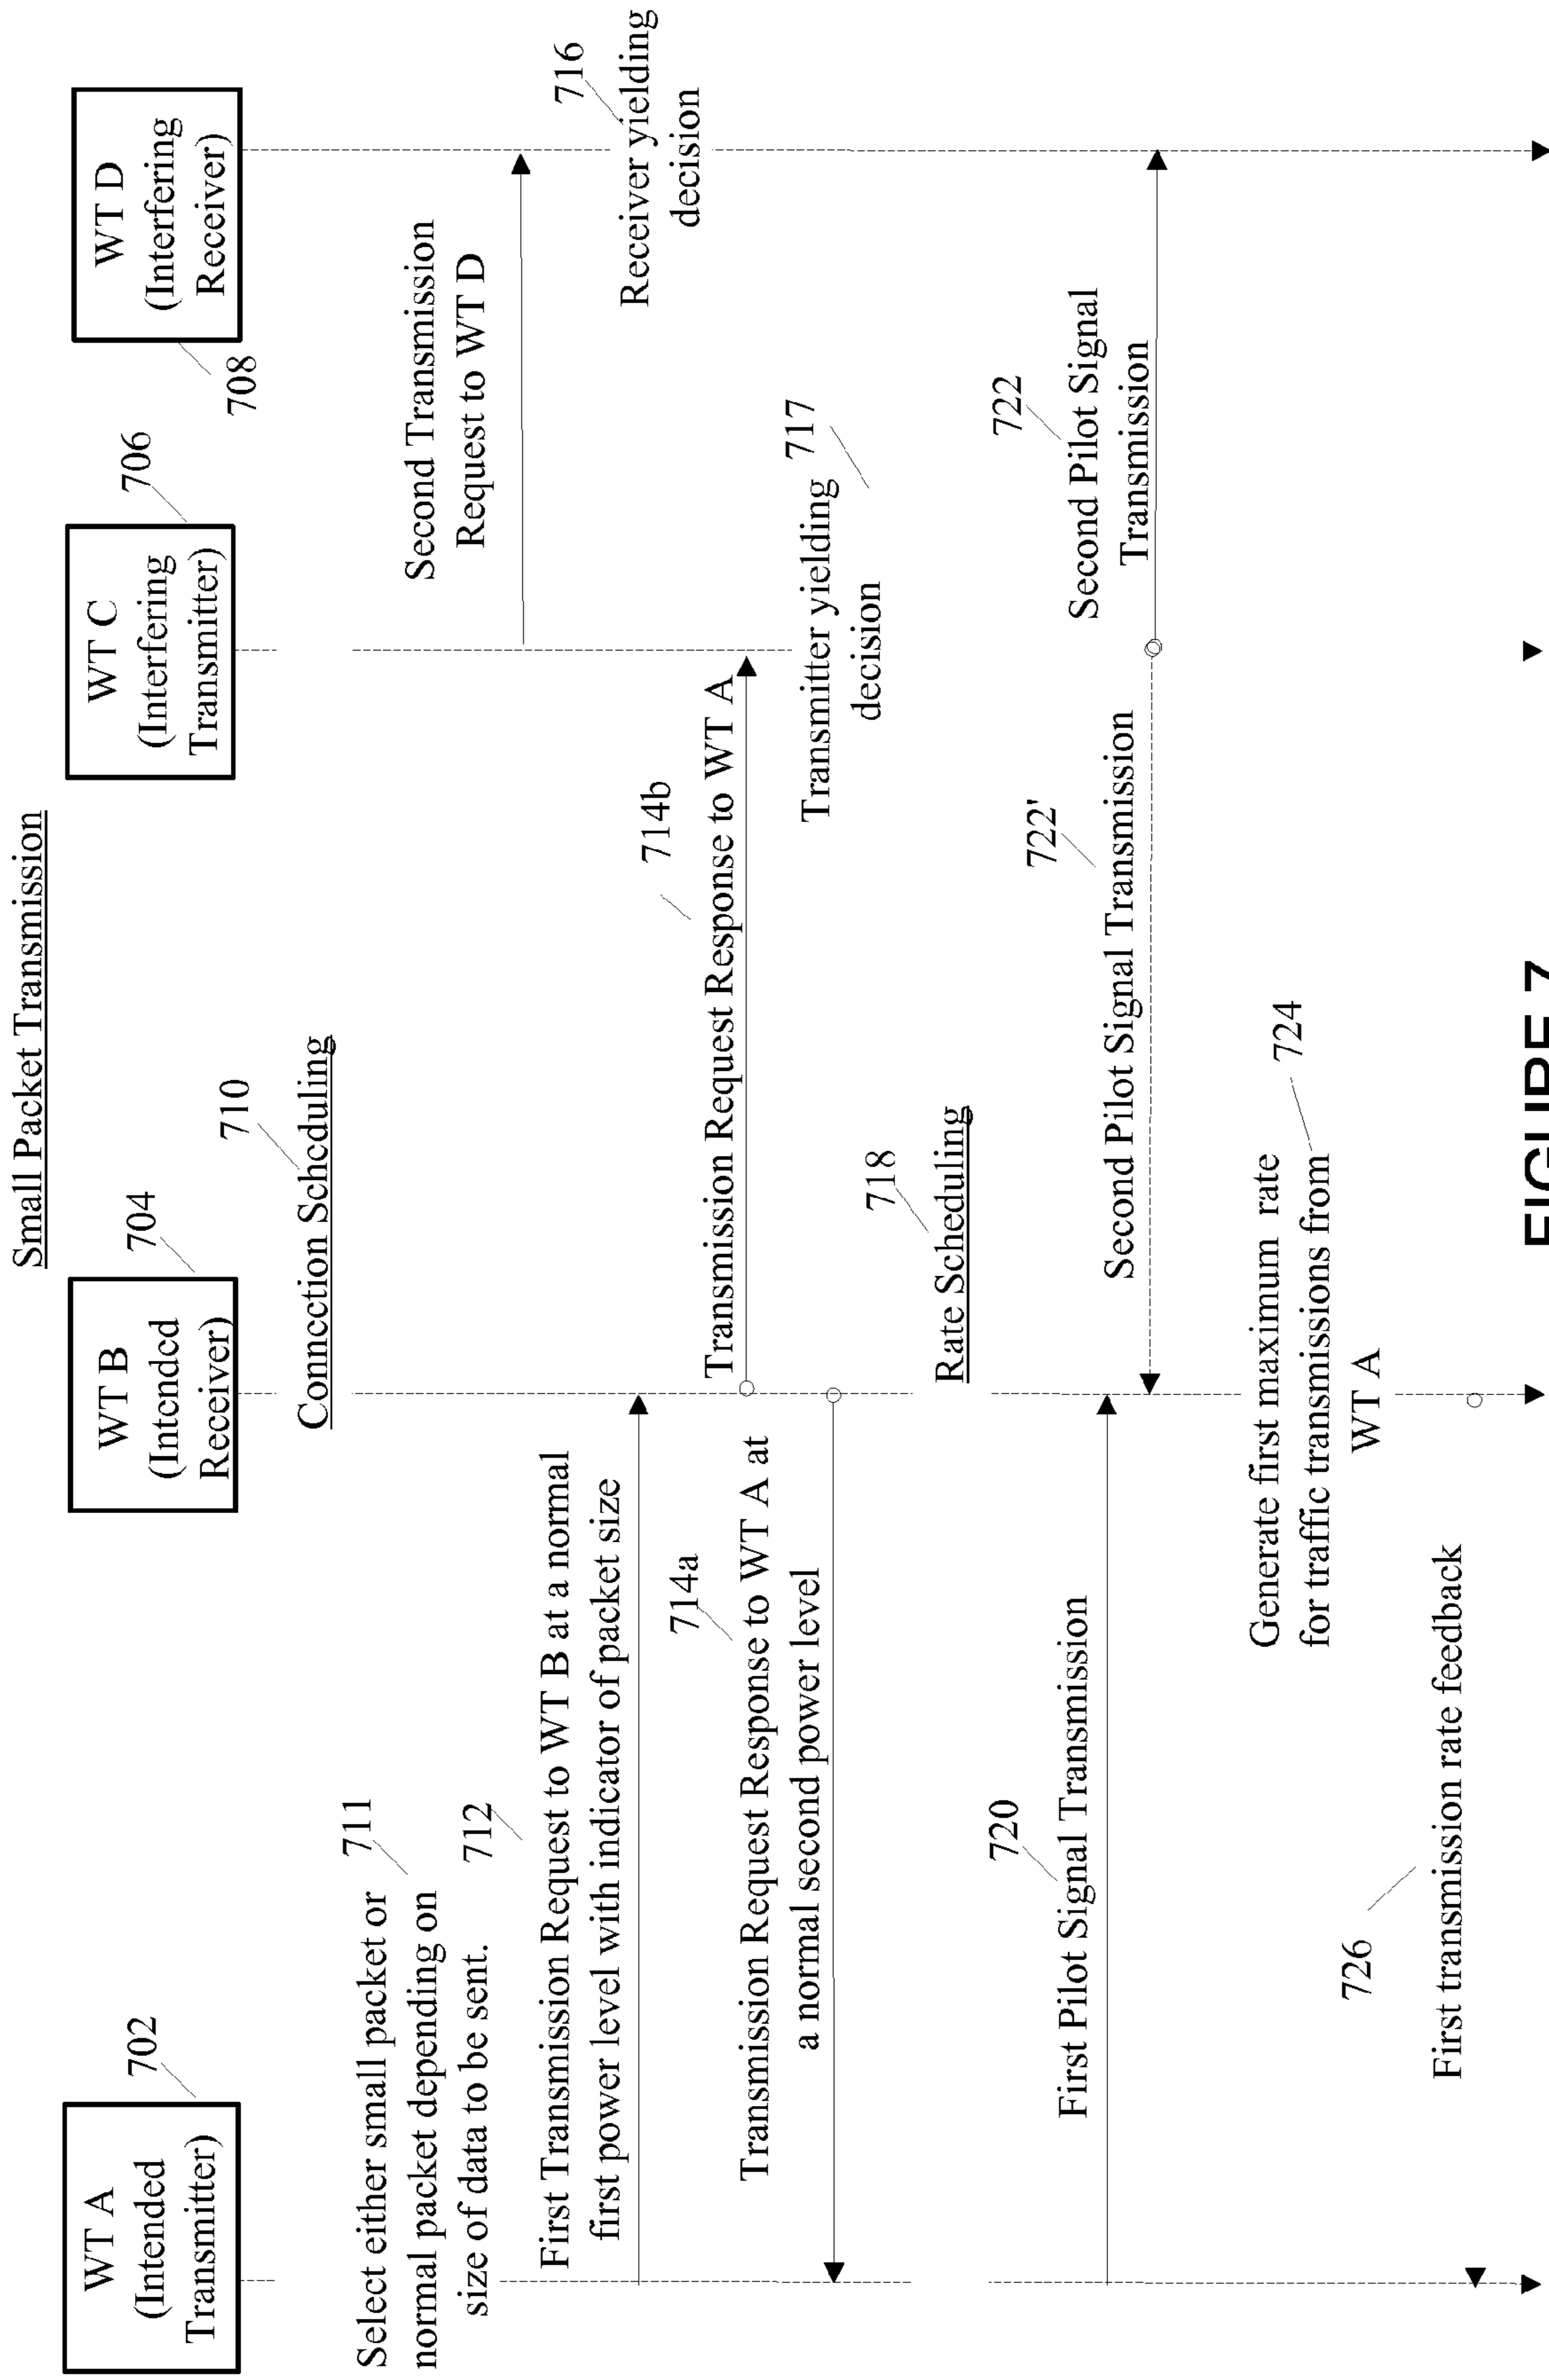 Small Packet Transmission
WT A
(Intended
Transmitter)
702
WT B
(Intended
Receiver)
704
WT C
(Interfering
Transmitter)
706
WT D
(Interfering
Receiver)
708
710
Connection Scheduling
711
Select either small packet or
normal packet depending on
size of data to be sent.
712
First Transmission Request to WT B at a normal
first power level with indicator of packet size
Second Transmission
Request to WT D
716
Receiver yielding
decision
714b
Transmission Request Response to WT A
714a
Transmission Request Response to WT A at
a normal second power level
717
Transmitter yielding
decision
718
Rate Scheduling
720
First Pilot Signal Transmission
722'
Second Pilot Signal Transmission
722
Second Pilot Signal
Transmission
724
Generate first maximum rate
for traffic transmissions from
WT A
726
First transmission rate feedback
FIGURE 7